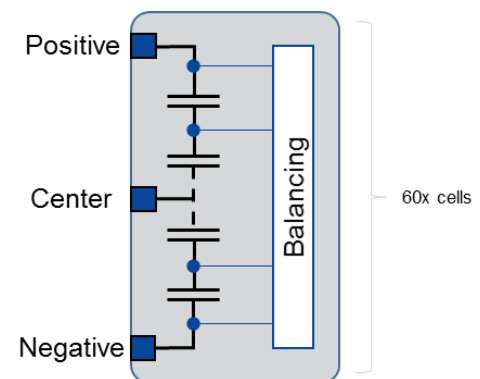 Positive
Center
Negative
Balancing
60x cells